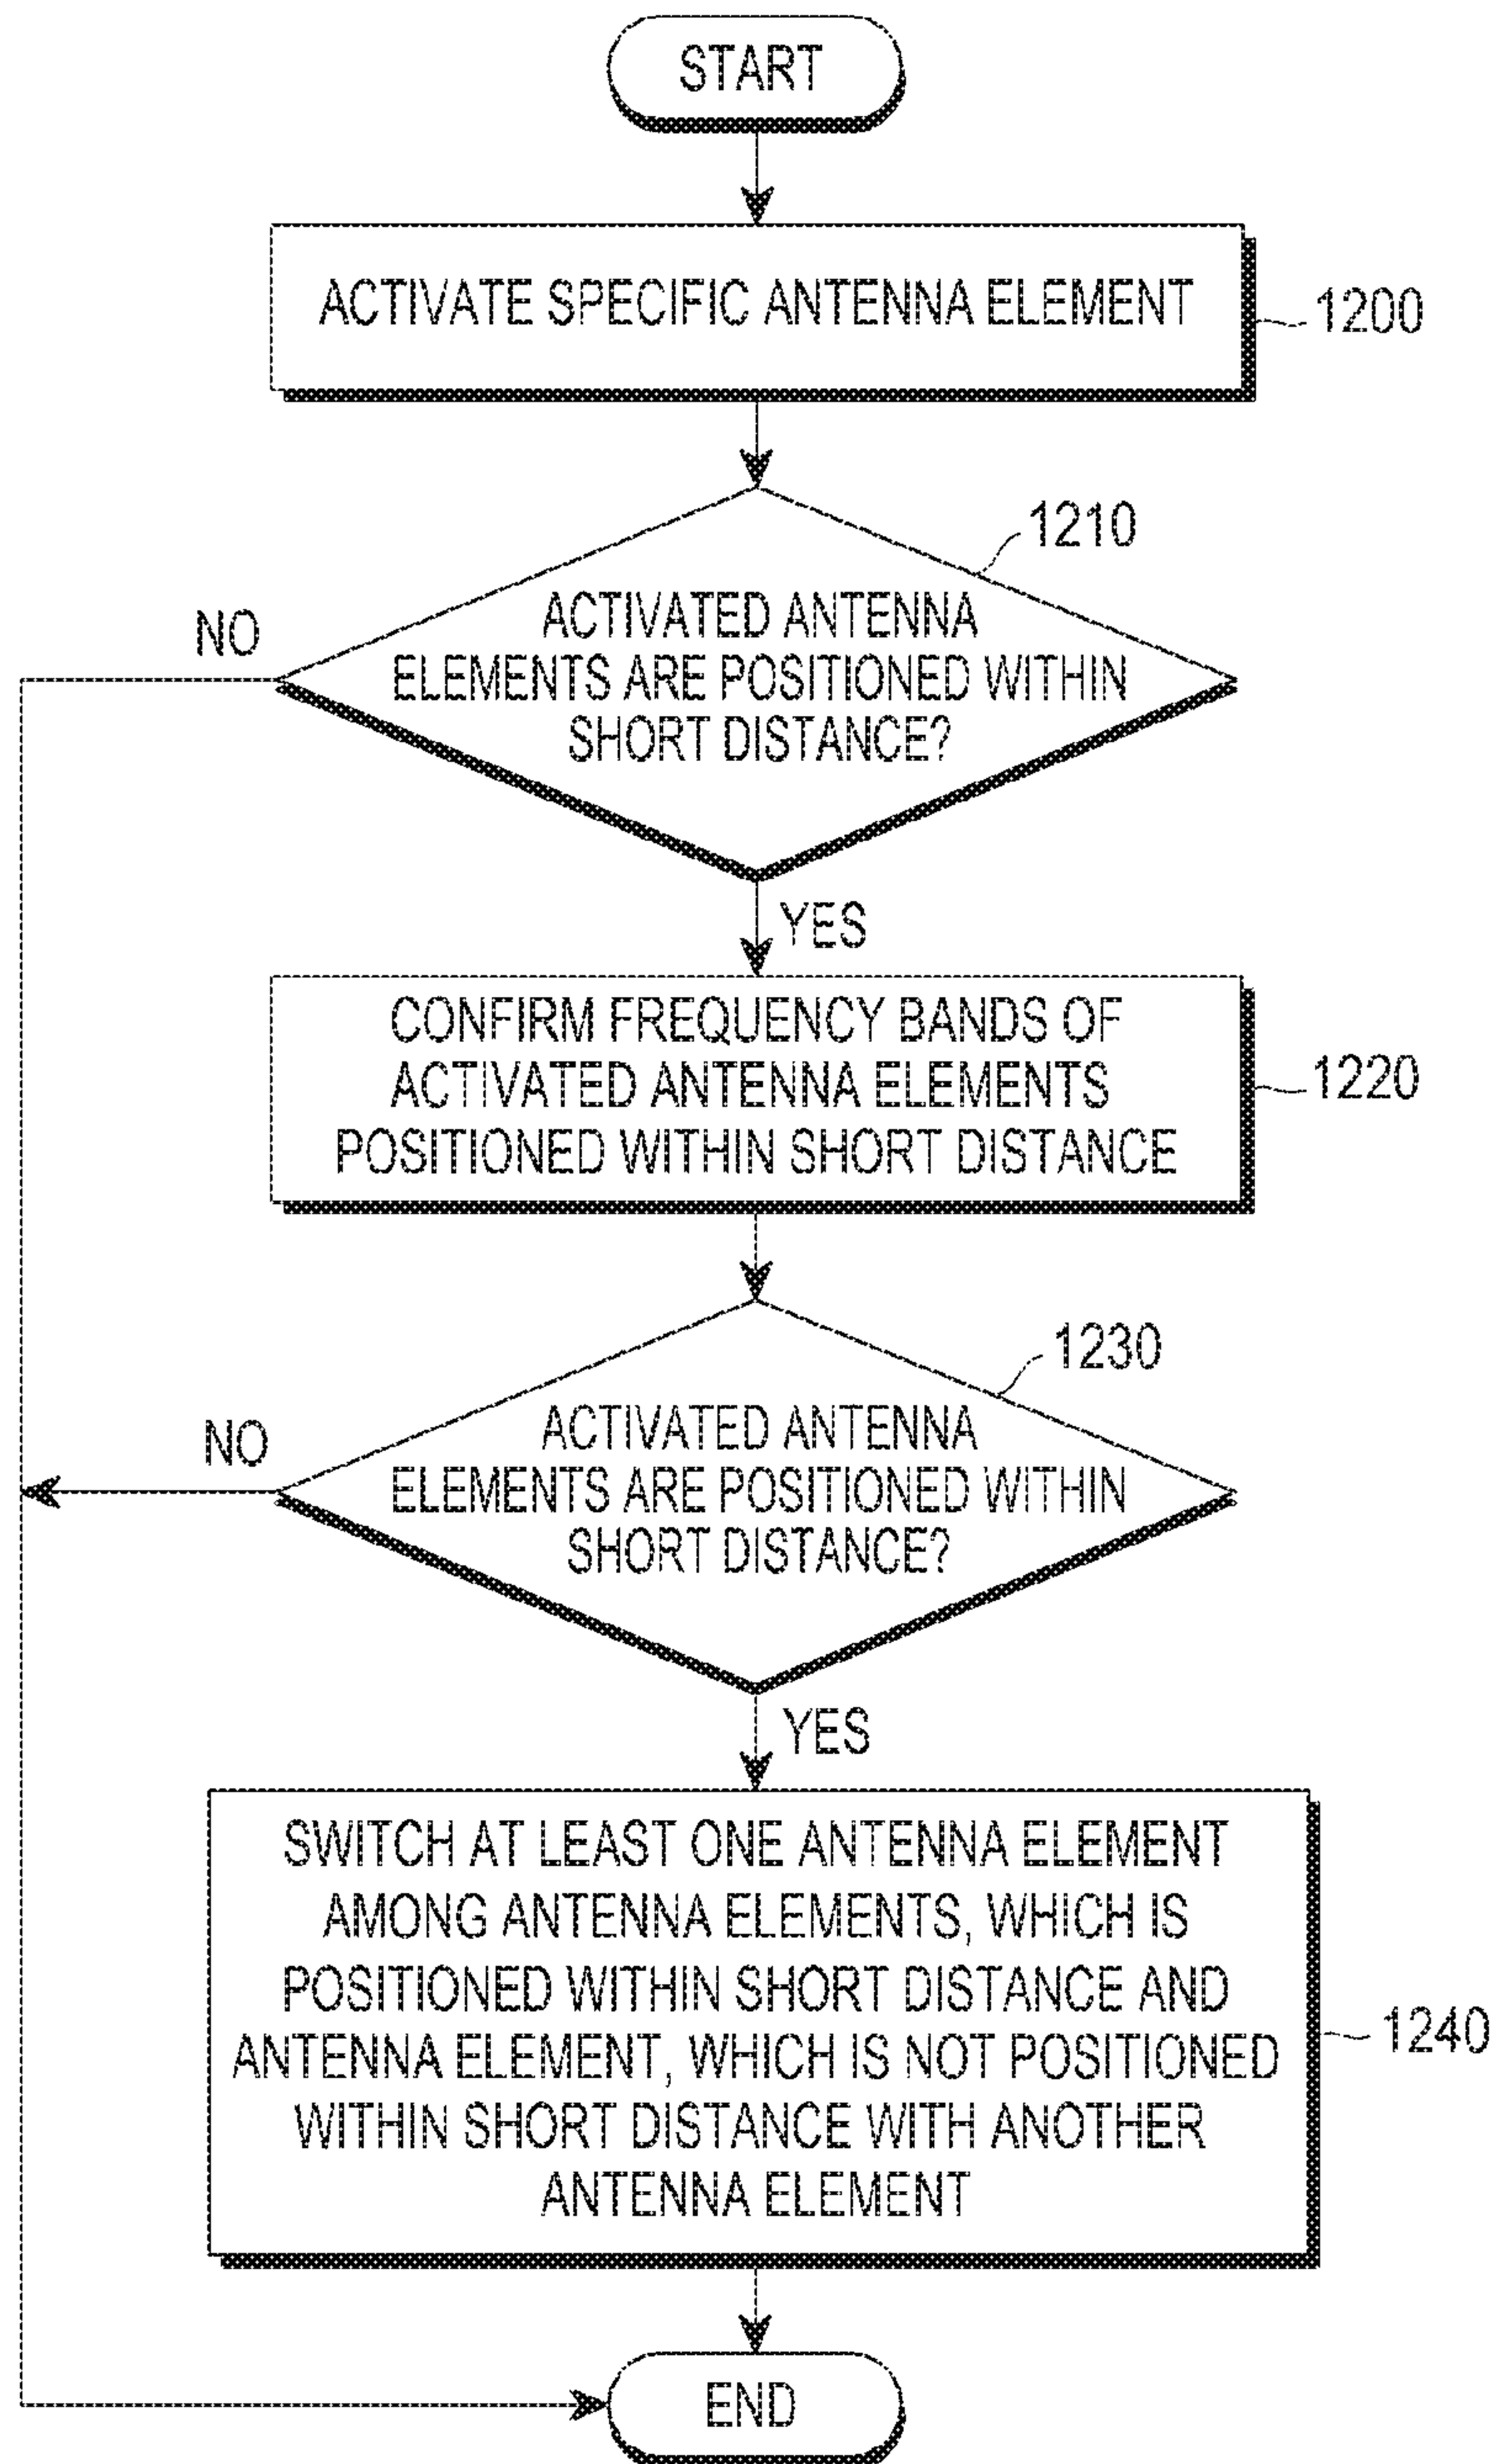 START
ACTIVATE SPECIFIC ANTENNA ELEMENT
1200
1210
ACTIVATED ANTENNA
ELEMENTS ARE POSITIONED WITHIN
SHORT DISTANCE?
NO
YES
CONFIRM FREQUENCY BANDS OF
ACTIVATED ANTENNA ELEMENTS
POSITIONED WITHIN SHORT DISTANCE
1220
1230
ACTIVATED ANTENNA
ELEMENTS ARE POSITIONED WITHIN
SHORT DISTANCE?
NO
YES
SWITCH AT LEAST ONE ANTENNA ELEMENT
AMONG ANTENNA ELEMENTS, WHICH IS
POSITIONED WITHIN SHORT DISTANCE AND
ANTENNA ELEMENT, WHICH IS NOT POSITIONED
WITHIN SHORT DISTANCE WITH ANOTHER
ANTENNA ELEMENT
1240
END